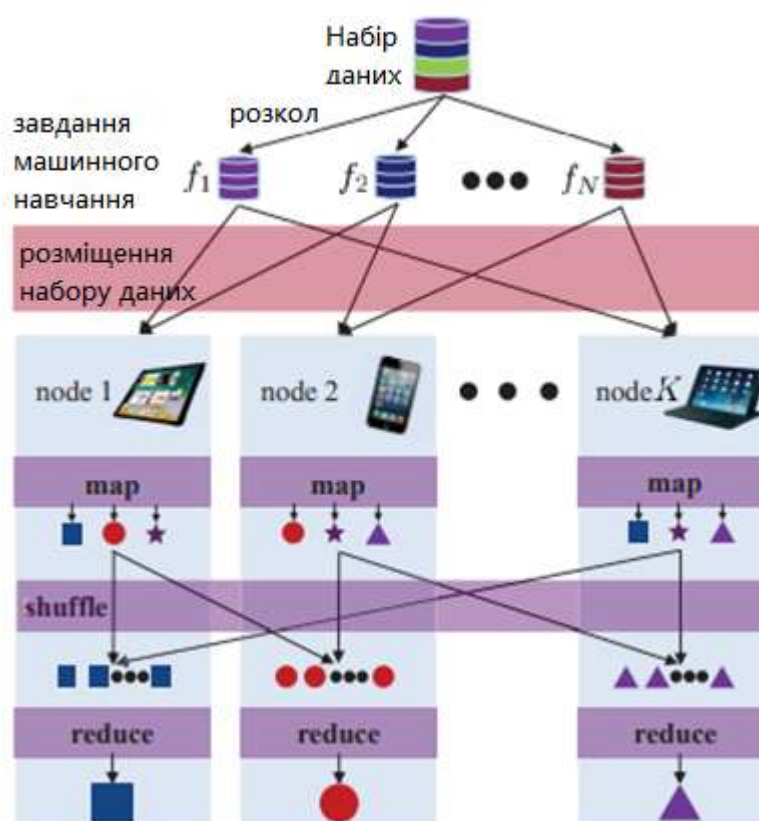 Набір
даних
розкол
завдання
машинного
навчання
f1
f2
fN
розміщення
набору даних
node 1
node 2
node K
map
map
map
shuffle
reduce
reduce
reduce